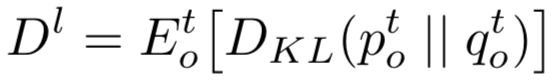 D^l = E_o^t[D_{KL}(p_o^t || q_o^t)]